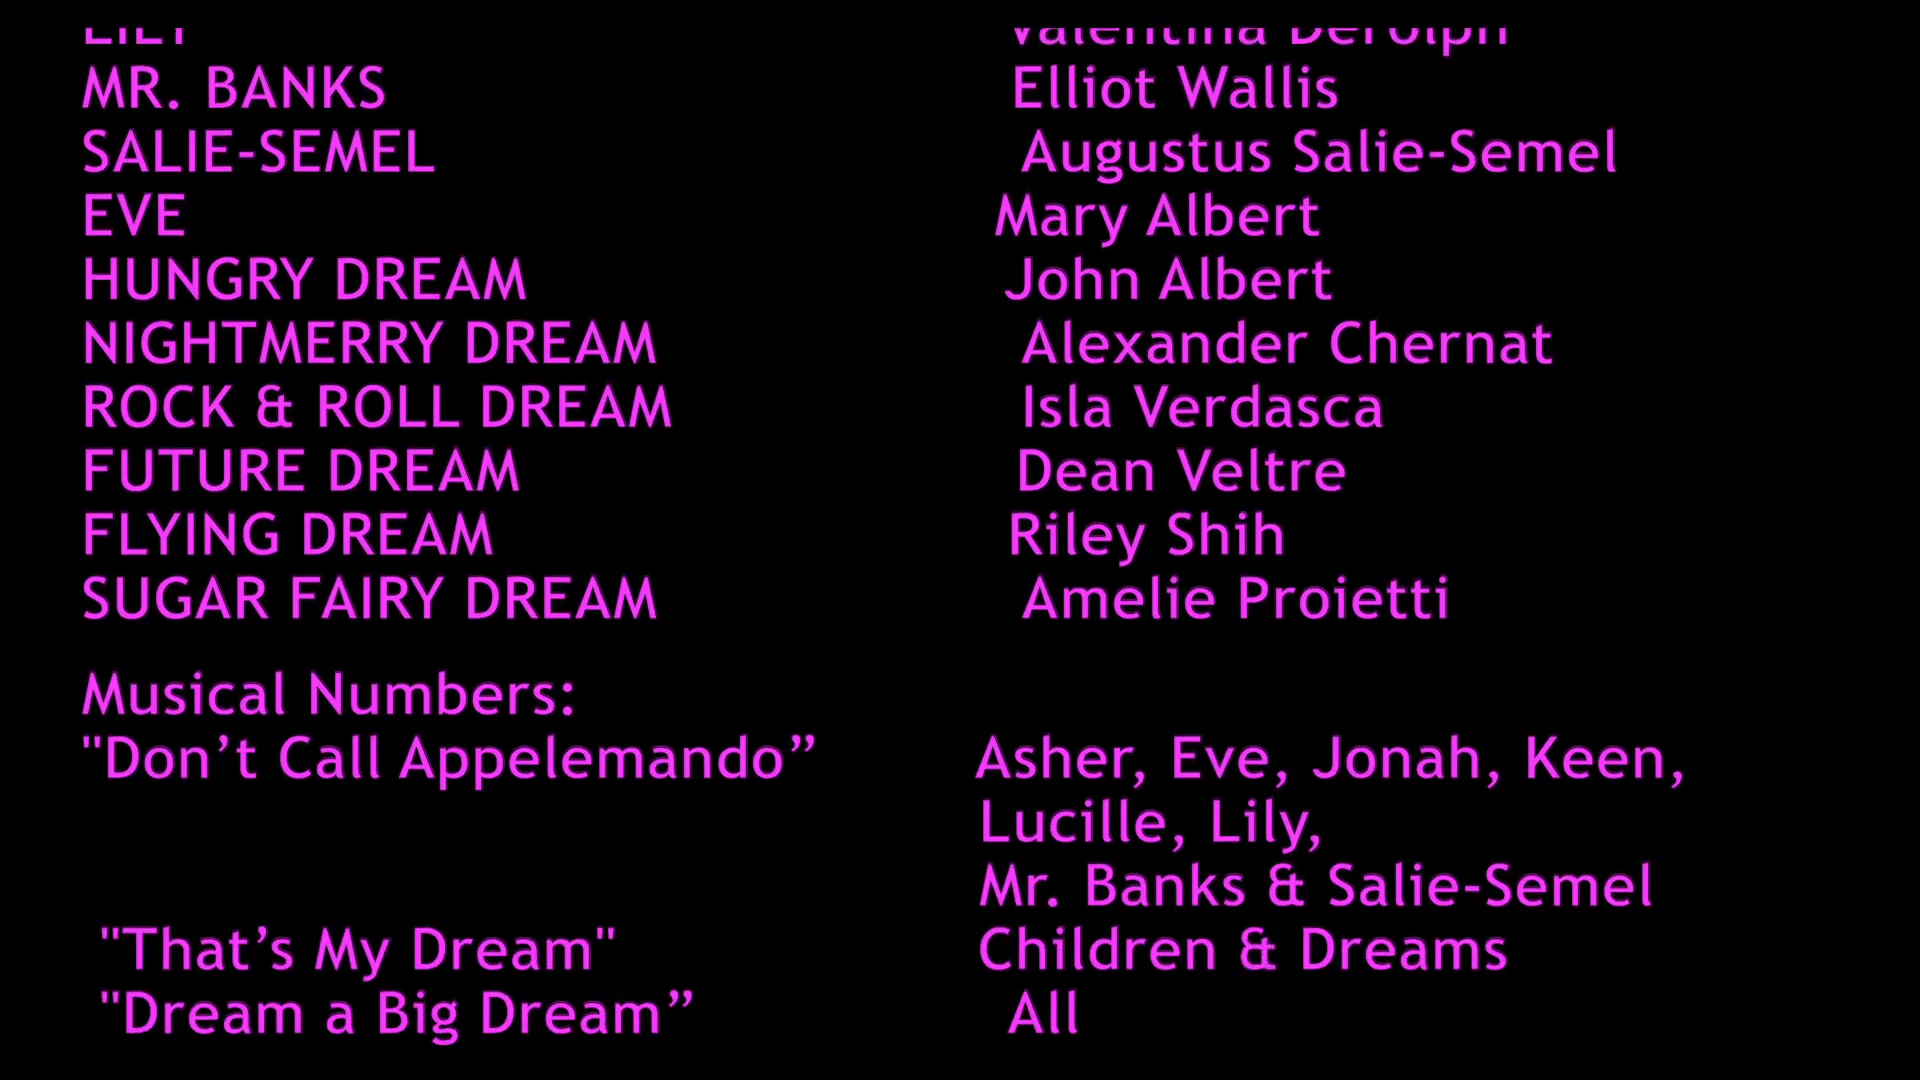 LILY Valentina DeVolph
MR. BANKS Elliot Wallis
SALIE-SEMEL Augustus Salie-Semel
EVE Mary Albert
HUNGRY DREAM John Albert
NIGHTMERRY DREAM Alexander Chernat
ROCK & ROLL DREAM Isla Verdasca
FUTURE DREAM Dean Veltre
FLYING DREAM Riley Shih
SUGAR FAIRY DREAM Amelie Proietti
Musical Numbers:
"Don’t Call Appelemando” Asher, Eve, Jonah, Keen,
Lucille, Lily,
Mr. Banks & Salie-Semel
"That’s My Dream" Children & Dreams
"Dream a Big Dream” All